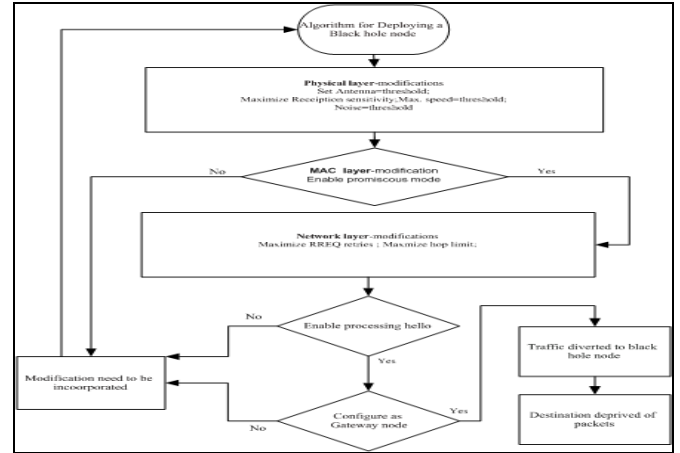 Algorithm for Deploying a
Black hole node
Physical layer-modifications
Set Antenna=threshold;
Maximize Receiption sensitivity,Max. speed=threshold;
Noise=threshold
No
MAC layer-modification
Enable promiscous mode
Yes
Network layer-modifications
Maximize RREQ retries ; Maxmize hop limit;
No
Enable processing hello
Yes
Traffic diverted to black
hole node
Modification need to be
incoorporated
No
Configure as
Gateway node
Yes
Destination deprived of
packets